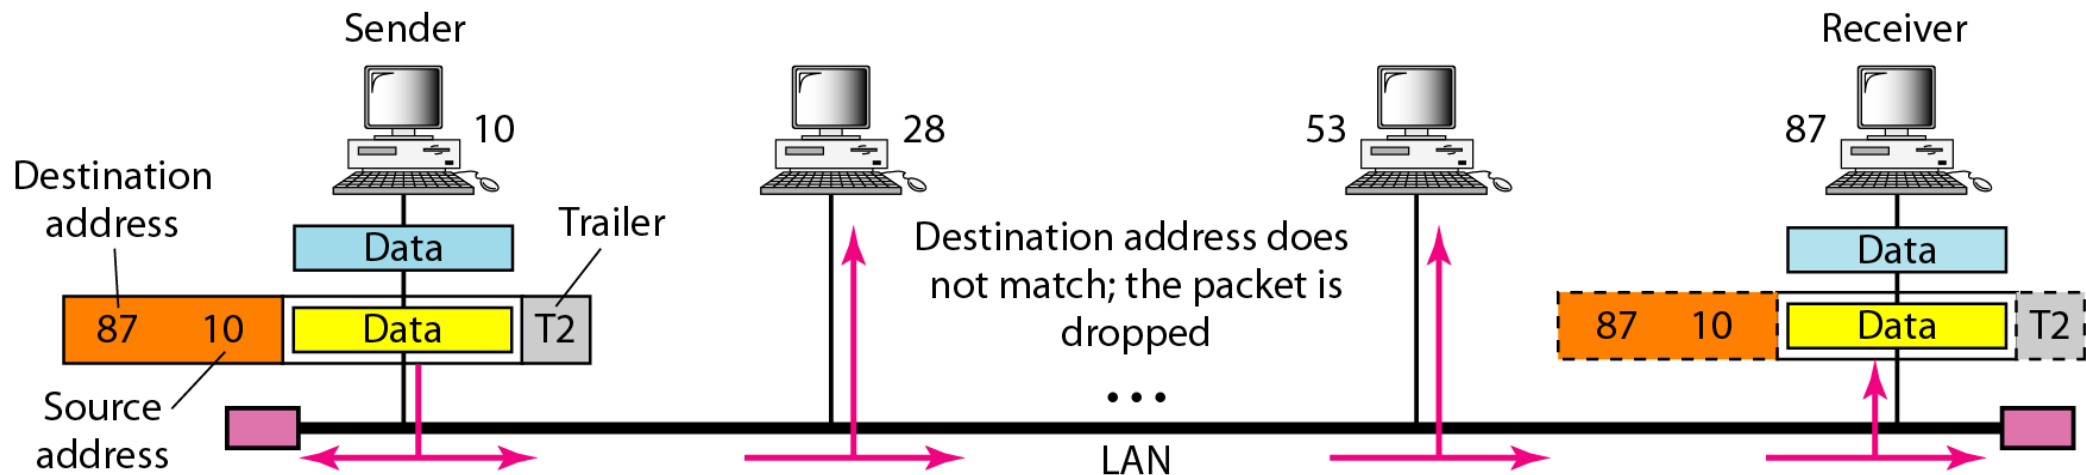 Sender
Receiver
10
28
53
87
Destination
address
Trailer
Data
Destination address does
not match; the packet is
dropped
Data
87 10
Data
T2
87 10
Data
T2
Source
address
...
LAN